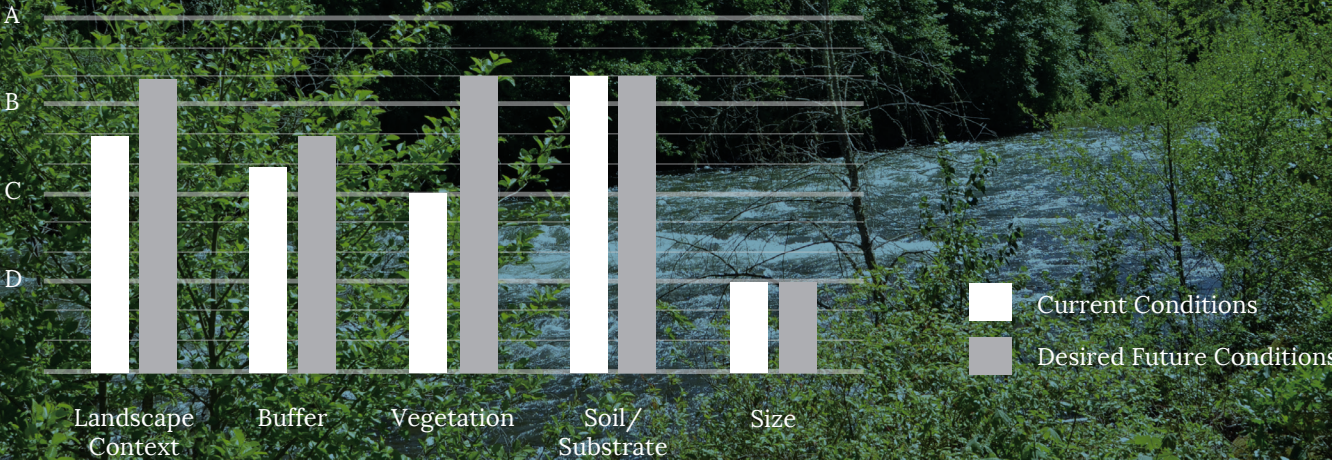 A
B
C
D
Landscape
Context
Buffer
Vegetation
Soil/
Substrate
Size
Current Conditions
Desired Future Conditions